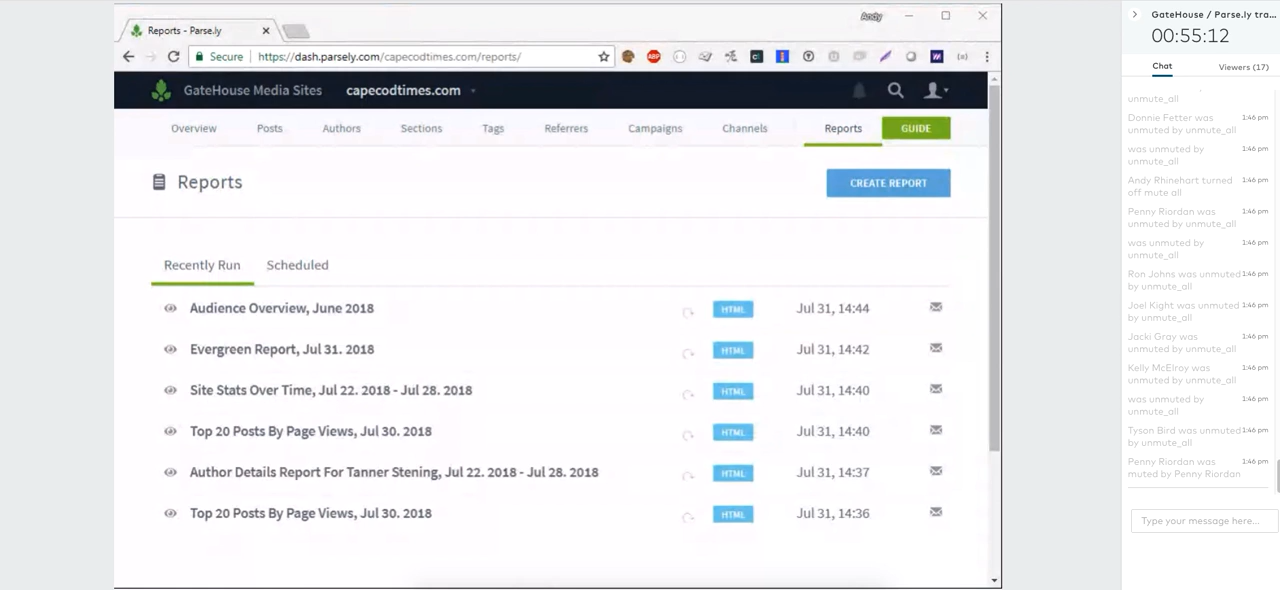 Reports - Parse.ly
Andy
Secure
https://dash.parsely.com/capecodtimes.com/reports/
ABP
GateHouse Media Sites
capecodtimes.com
Overview
Posts
Authors
Sections
Tags
Referrers
Campaigns
Channels
Reports
GUIDE
Reports
CREATE REPORT
Recently Run
Scheduled
Audience Overview, June 2018 HTML Jul 31, 14:44
Evergreen Report, Jul 31. 2018 HTML Jul 31, 14:42
Site Stats Over Time, Jul 22. 2018 - Jul 28. 2018 HTML Jul 31, 14:40
Top 20 Posts By Page Views, Jul 30. 2018 HTML Jul 31, 14:40
Author Details Report For Tanner Stening, Jul 22. 2018 - Jul 28. 2018 HTML Jul 31, 14:37
Top 20 Posts By Page Views, Jul 30. 2018 HTML Jul 31, 14:36
GateHouse / Parse.ly tra...
00:55:12
Chat
Viewers (17)
unmute_all
Donnie Fetter was 1:46 pm
unmuted by unmute_all
was unmuted by 1:46 pm
unmute_all
Andy Rhinehart turned 1:46 pm
off mute all
Penny Riordan was 1:46 pm
unmuted by unmute_all
was unmuted by 1:46 pm
unmute_all
Ron Johns was unmuted 1:46 pm
by unmute_all
Joel Kight was unmuted 1:46 pm
by unmute_all
Jacki Gray was 1:46 pm
unmuted by unmute_all
Kelly McElroy was 1:46 pm
unmuted by unmute_all
was unmuted by 1:46 pm
unmute_all
Tyson Bird was unmuted 1:46 pm
by unmute_all
Penny Riordan was 1:46 pm
muted by Penny Riordan
Type your message here...